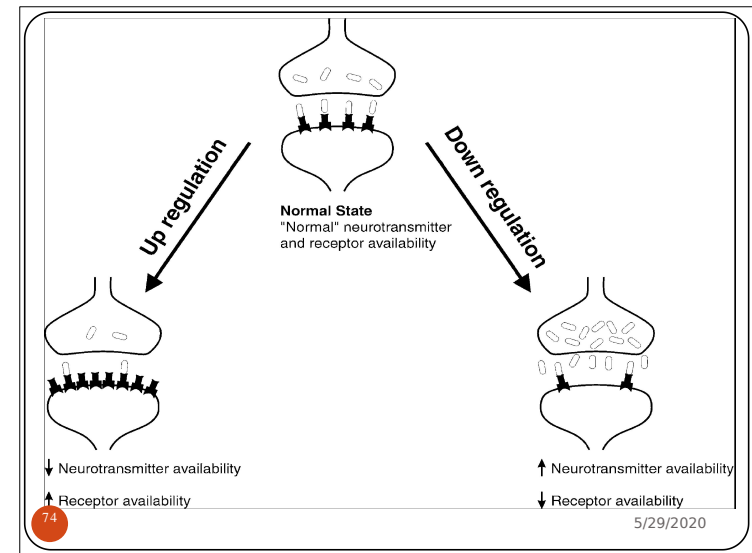 Up regulation
Down regulation
Normal State
"Normal" neurotransmitter
and receptor availability
↓ Neurotransmitter availability
↑ Receptor availability
↑ Neurotransmitter availability
↓ Receptor availability
74
5/29/2020